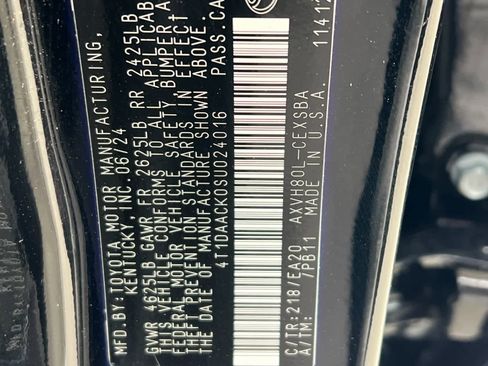 MFD.BY:TOYOTA MOTOR MANUFACTURING,
KENTUCKY, INC. 06/24
GVWR 4625LB GAWR FR 2625LB RR 2425LB
THIS VEHICLE CONFORMS TO ALL APPLICAB
FEDERAL MOTOR VEHICLE SAFETY, BUMPER, A
THEFT PREVENTION STANDARDS IN EFFECT
THE DATE OF MANUFACTURE SHOWN ABOVE.
4T1DAACK0SU024016 PASS.CA
C/TR:218/EA20 AXVH80L-CEXSBA
A/TM: 7PB11 U.S.A. 11412